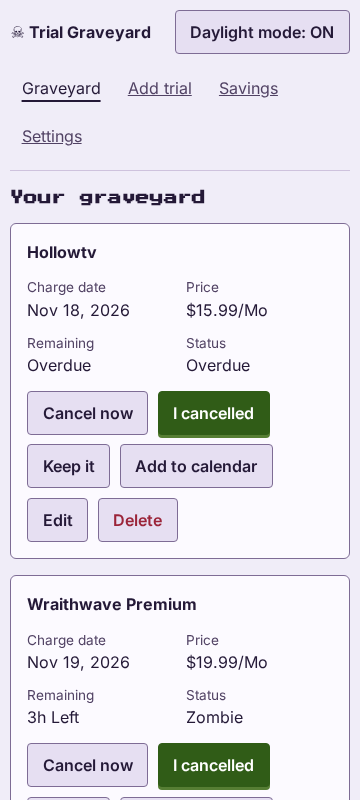 ☠ Trial Graveyard
Daylight mode: ON
Graveyard Add trial Savings
Settings
Your graveyard
Hollowtv
Charge date Price
Nov 18, 2026 $15.99/Mo
Remaining Status
Overdue Overdue
Cancel now I cancelled
Keep it Add to calendar
Edit Delete
Wraithwave Premium
Charge date Price
Nov 19, 2026 $19.99/Mo
Remaining Status
3h Left Zombie
Cancel now I cancelled